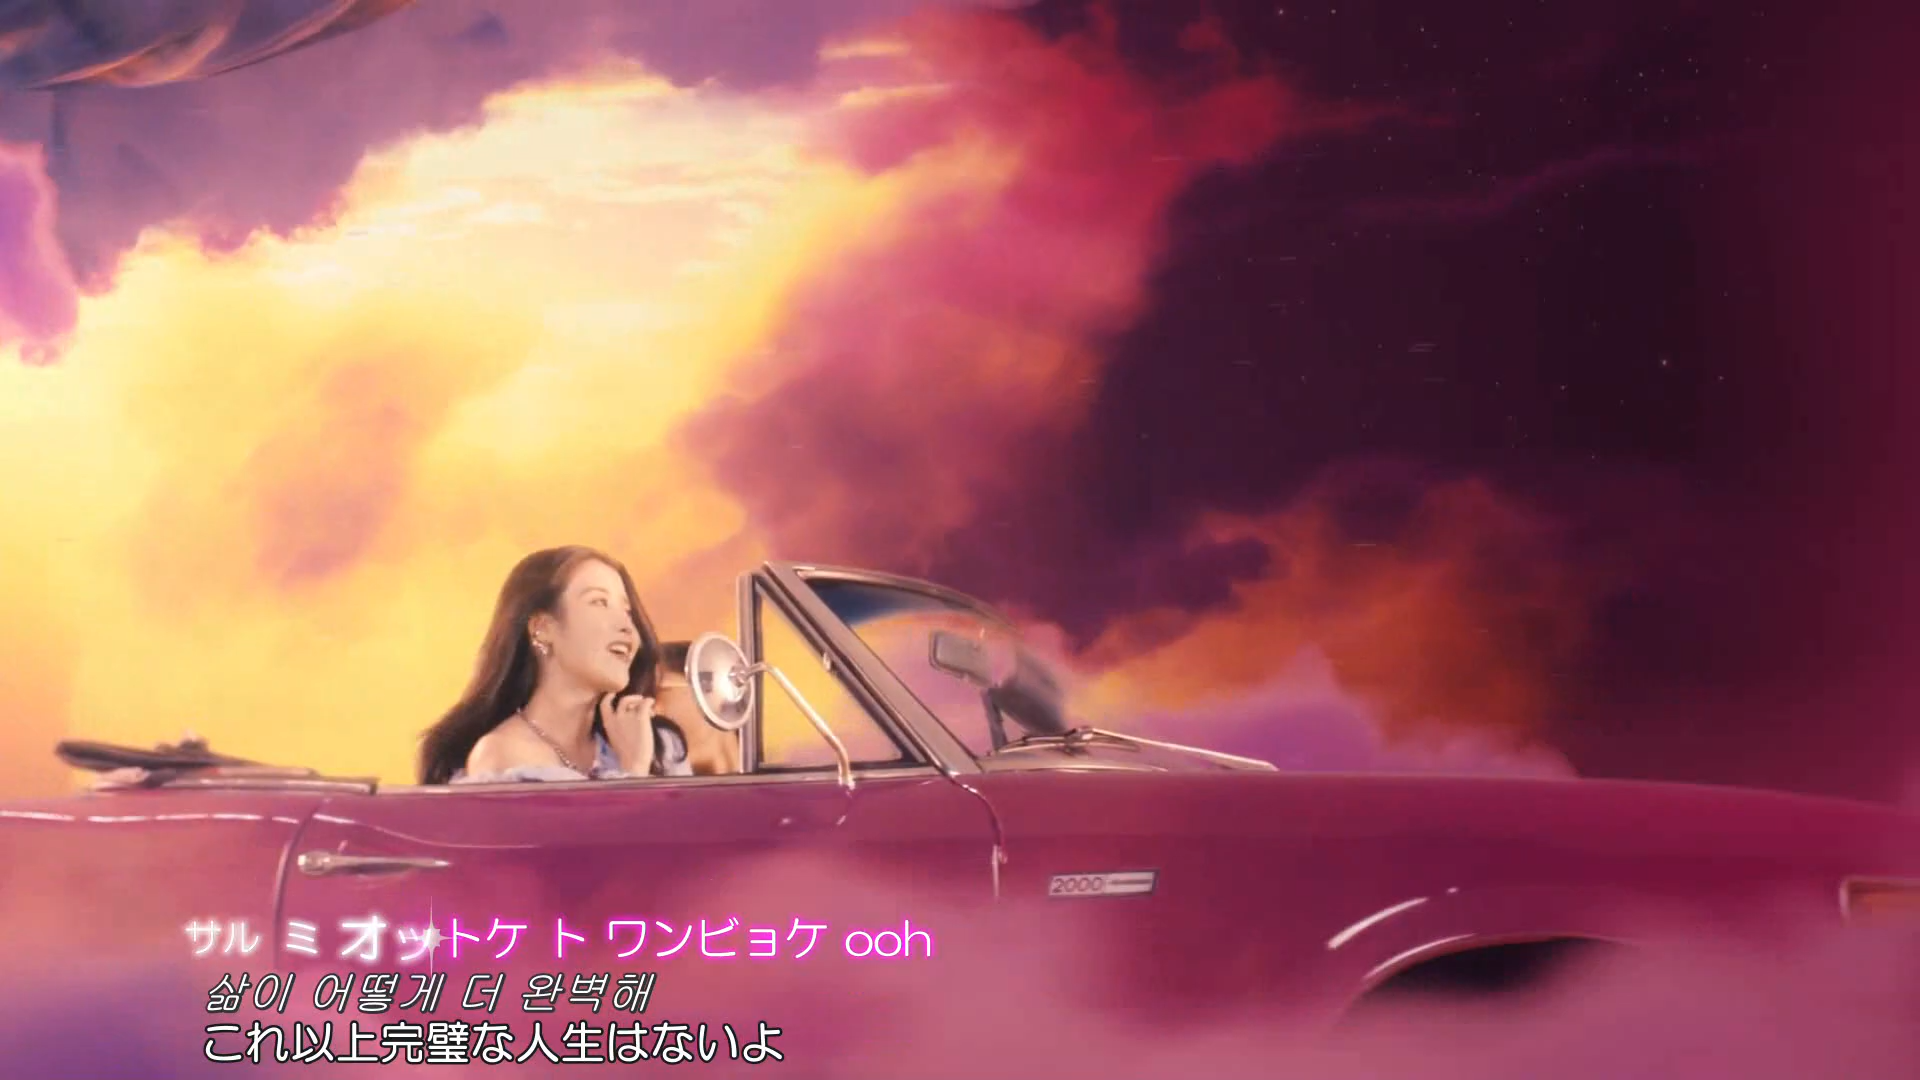 2000
サル ミ オットケ ト ワンビョケ ooh
삶이 어떻게 더 완벽해
これ以上完璧な人生はないよ